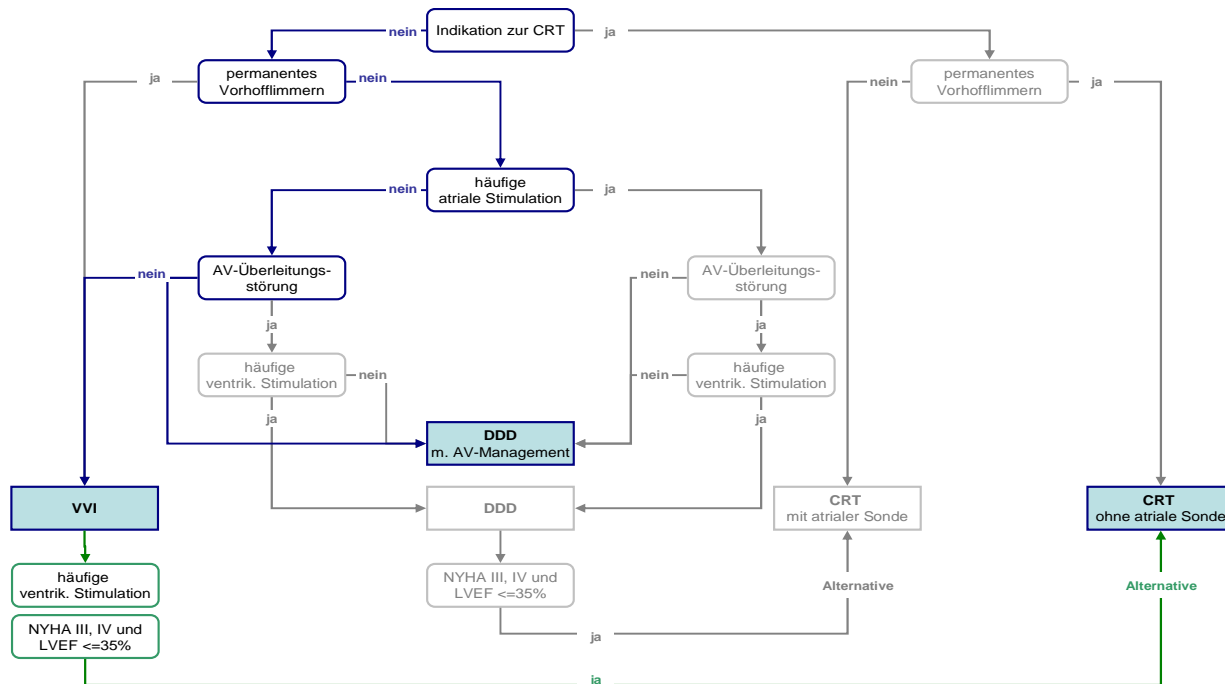 Indikation zur CRT
nein
ja
permanentes
Vorhofflimmern
ja
nein
permanentes
Vorhofflimmern
nein
ja
häufige
atriale Stimulation
nein
ja
AV-Überleitungs-
störung
nein
ja
AV-Überleitungs-
störung
nein
ja
häufige
ventrik. Stimulation
nein
ja
häufige
ventrik. Stimulation
nein
ja
DDD
m. AV-Management
VVI
DDD
CRT
mit atrialer Sonde
CRT
ohne atriale Sonde
häufige
ventrik. Stimulation
NYHA III, IV und
LVEF <=35%
Alternative
Alternative
NYHA III, IV und
LVEF <=35%
ja
ja